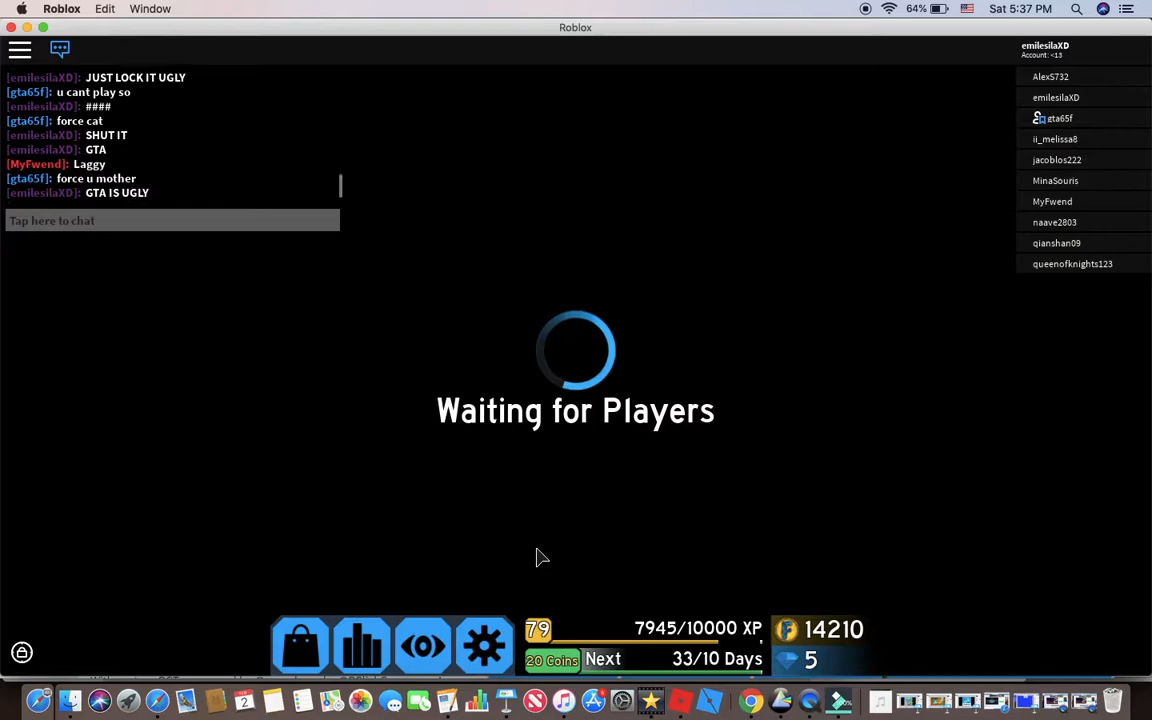 Roblox Edit Window 64% Sat 5:37 PM
Roblox
emilesilaXD
Account: <13
[emilesilaXD]: JUST LOCK IT UGLY
[gta65f]: u cant play so
[emilesilaXD]: ####
[gta65f]: force cat
[emilesilaXD]: SHUT IT
[emilesilaXD]: GTA
[MyFwend]: Laggy
[gta65f]: force u mother
[emilesilaXD]: GTA IS UGLY
Tap here to chat
AlexS732
emilesilaXD
gta65f
ii_melissa8
jacoblos222
MinaSouris
MyFwend
naave2803
qianshan09
queenofknights123
Waiting for Players
79 7945/10000 XP
20 Coins Next 33/10 Days
14210
5
2